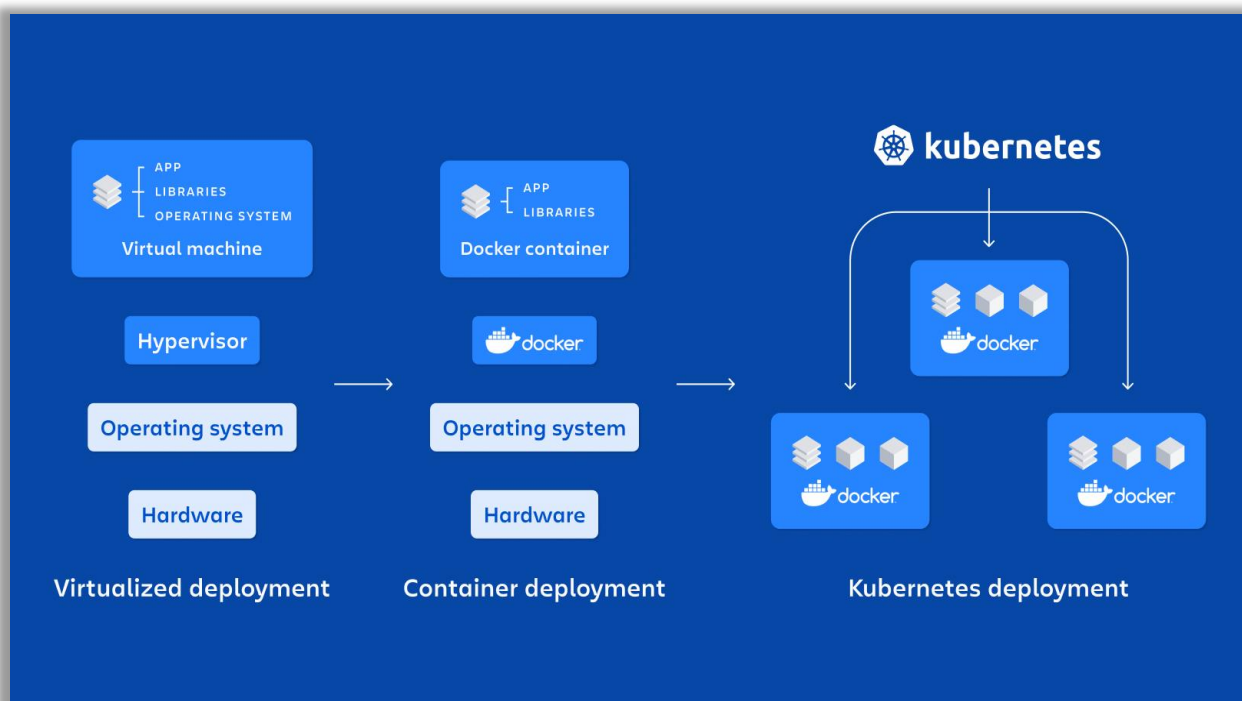 APP
LIBRARIES
OPERATING SYSTEM
Virtual machine
Hypervisor
Operating system
Hardware
Virtualized deployment
APP
LIBRARIES
Docker container
docker
Operating system
Hardware
Container deployment
kubernetes
docker
docker
docker
Kubernetes deployment